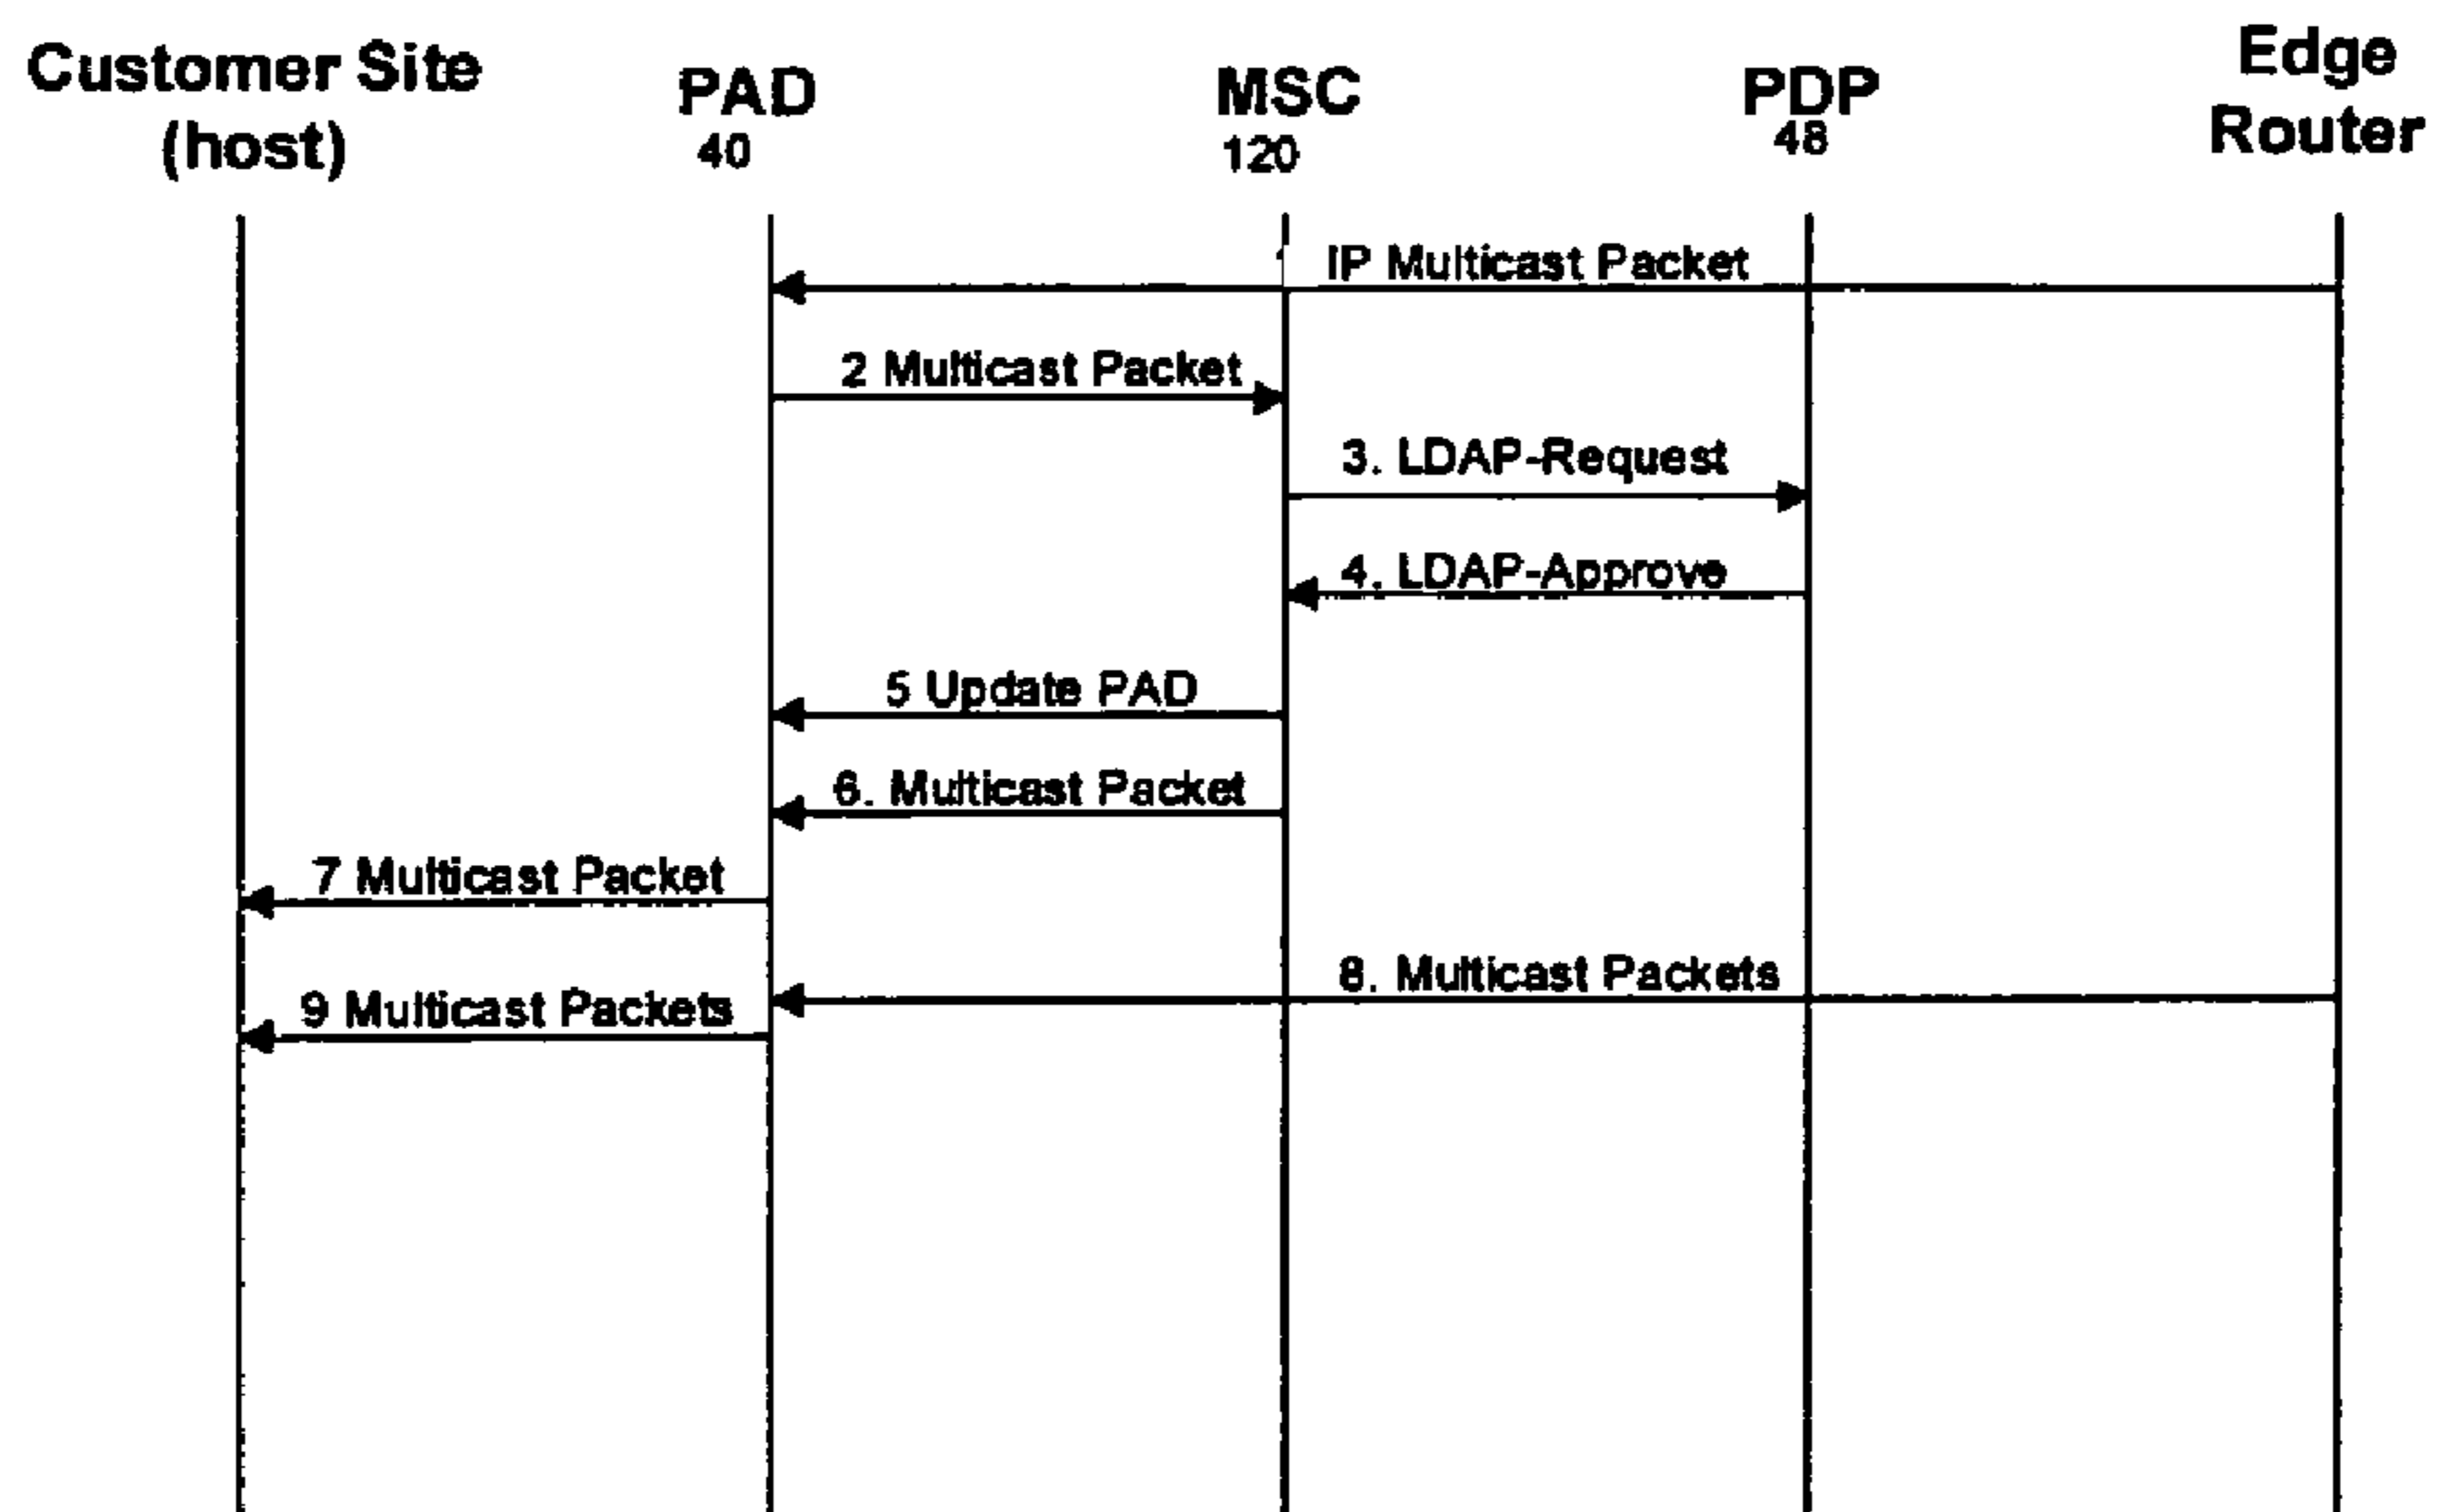 Customer Site
(host)
PAD
40
MSC
120
PDP
48
Edge
Router
IP Multicast Packet
2 Multicast Packet
3. LDAP-Request
4. LDAP-Approve
5 Update PAD
6. Multicast Packet
7 Multicast Packet
8. Multicast Packets
9 Multicast Packets